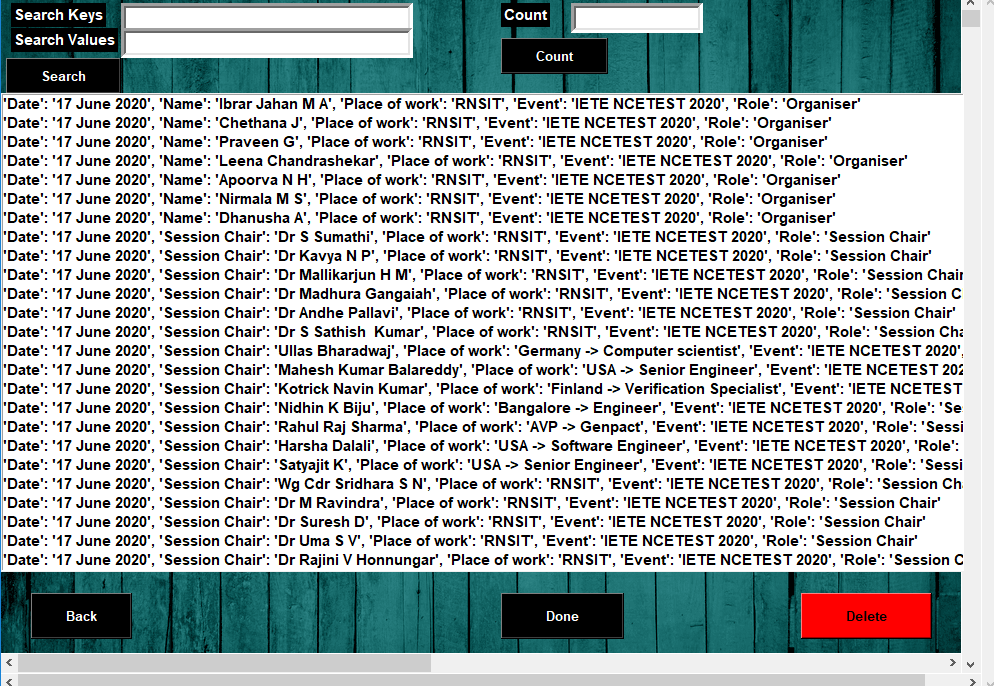 Search Keys
Count
Search Values
Count
Search
'Date': '17 June 2020', 'Name': 'Ibrar Jahan M A', 'Place of work': 'RNSIT', 'Event': 'IETE NCETEST 2020', 'Role': 'Organiser'
'Date': '17 June 2020', 'Name': 'Chethana J', 'Place of work': 'RNSIT', 'Event': 'IETE NCETEST 2020', 'Role': 'Organiser'
'Date': '17 June 2020', 'Name': 'Praveen G', 'Place of work': 'RNSIT', 'Event': 'IETE NCETEST 2020', 'Role': 'Organiser'
'Date': '17 June 2020', 'Name': 'Leena Chandrashekar', 'Place of work': 'RNSIT', 'Event': 'IETE NCETEST 2020', 'Role': 'Organiser'
'Date': '17 June 2020', 'Name': 'Apoorva N H', 'Place of work': 'RNSIT', 'Event': 'IETE NCETEST 2020', 'Role': 'Organiser'
'Date': '17 June 2020', 'Name': 'Nirmala M S', 'Place of work': 'RNSIT', 'Event': 'IETE NCETEST 2020', 'Role': 'Organiser'
'Date': '17 June 2020', 'Name': 'Dhanusha A', 'Place of work': 'RNSIT', 'Event': 'IETE NCETEST 2020', 'Role': 'Organiser'
'Date': '17 June 2020', 'Session Chair': 'Dr S Sumathi', 'Place of work': 'RNSIT', 'Event': 'IETE NCETEST 2020', 'Role': 'Session Chair'
'Date': '17 June 2020', 'Session Chair': 'Dr Kavya N P', 'Place of work': 'RNSIT', 'Event': 'IETE NCETEST 2020', 'Role': 'Session Chair'
'Date': '17 June 2020', 'Session Chair': 'Dr Mallikarjun H M', 'Place of work': 'RNSIT', 'Event': 'IETE NCETEST 2020', 'Role': 'Session Chair
'Date': '17 June 2020', 'Session Chair': 'Dr Madhura Gangaiah', 'Place of work': 'RNSIT', 'Event': 'IETE NCETEST 2020', 'Role': 'Session C
'Date': '17 June 2020', 'Session Chair': 'Dr Andhe Pallavi', 'Place of work': 'RNSIT', 'Event': 'IETE NCETEST 2020', 'Role': 'Session Chair'
'Date': '17 June 2020', 'Session Chair': 'Dr S Sathish  Kumar', 'Place of work': 'RNSIT', 'Event': 'IETE NCETEST 2020', 'Role': 'Session Cha
'Date': '17 June 2020', 'Session Chair': 'Ullas Bharadwaj', 'Place of work': 'Germany -> Computer scientist', 'Event': 'IETE NCETEST 2020',
'Date': '17 June 2020', 'Session Chair': 'Mahesh Kumar Balareddy', 'Place of work': 'USA -> Senior Engineer', 'Event': 'IETE NCETEST 202
'Date': '17 June 2020', 'Session Chair': 'Kotrick Navin Kumar', 'Place of work': 'Finland -> Verification Specialist', 'Event': 'IETE NCETEST
'Date': '17 June 2020', 'Session Chair': 'Nidhin K Biju', 'Place of work': 'Bangalore -> Engineer', 'Event': 'IETE NCETEST 2020', 'Role': 'Se
'Date': '17 June 2020', 'Session Chair': 'Rahul Raj Sharma', 'Place of work': 'AVP -> Genpact', 'Event': 'IETE NCETEST 2020', 'Role': 'Sessi
'Date': '17 June 2020', 'Session Chair': 'Harsha Dalali', 'Place of work': 'USA -> Software Engineer', 'Event': 'IETE NCETEST 2020', 'Role':
'Date': '17 June 2020', 'Session Chair': 'Satyajit K', 'Place of work': 'USA -> Senior Engineer', 'Event': 'IETE NCETEST 2020', 'Role': 'Sessi
'Date': '17 June 2020', 'Session Chair': 'Wg Cdr Sridhara S N', 'Place of work': 'RNSIT', 'Event': 'IETE NCETEST 2020', 'Role': 'Session Cha
'Date': '17 June 2020', 'Session Chair': 'Dr M Ravindra', 'Place of work': 'RNSIT', 'Event': 'IETE NCETEST 2020', 'Role': 'Session Chair'
'Date': '17 June 2020', 'Session Chair': 'Dr Suresh D', 'Place of work': 'RNSIT', 'Event': 'IETE NCETEST 2020', 'Role': 'Session Chair'
'Date': '17 June 2020', 'Session Chair': 'Dr Uma S V', 'Place of work': 'RNSIT', 'Event': 'IETE NCETEST 2020', 'Role': 'Session Chair'
'Date': '17 June 2020', 'Session Chair': 'Dr Rajini V Honnungar', 'Place of work': 'RNSIT', 'Event': 'IETE NCETEST 2020', 'Role': 'Session C
Back
Done
Delete